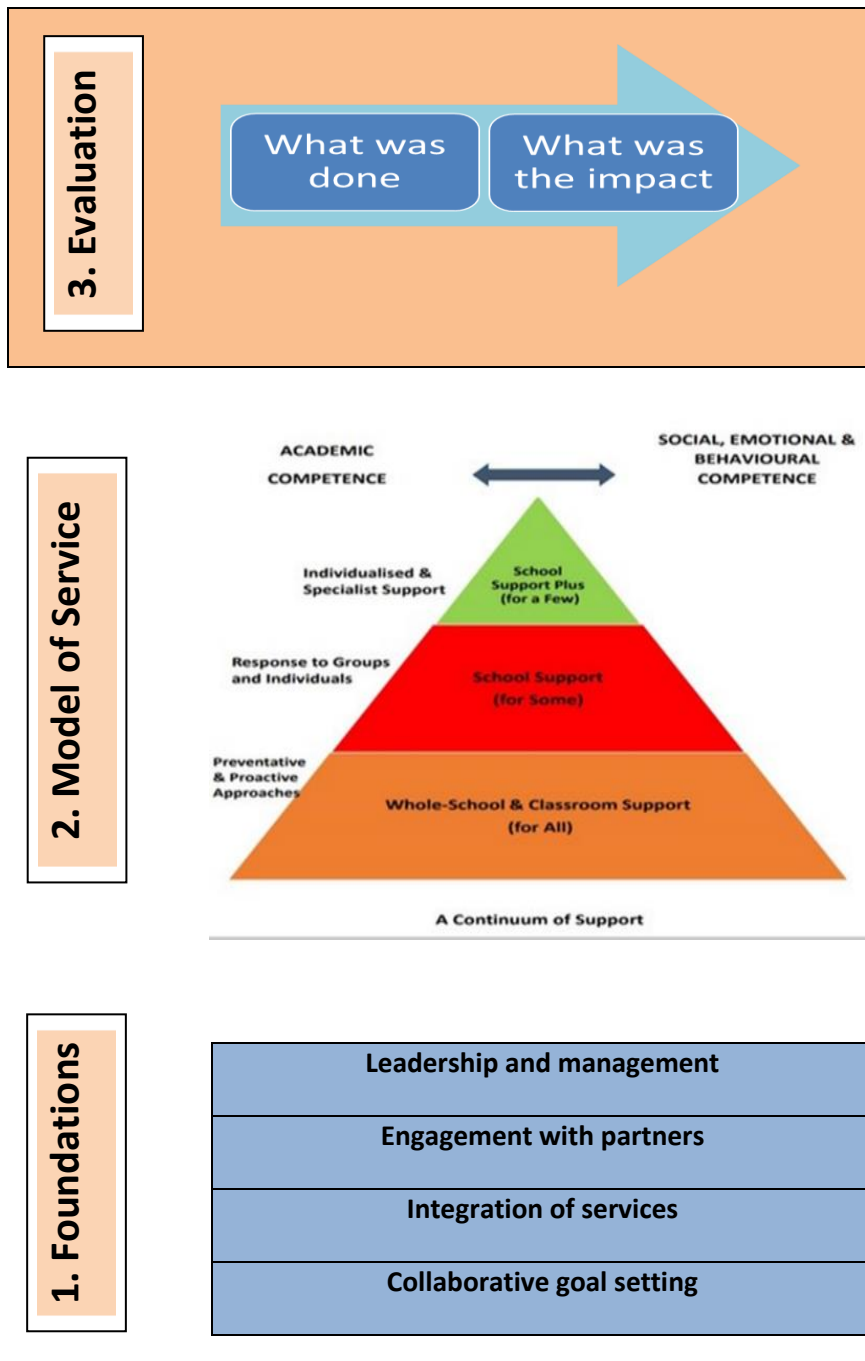 3. Evaluation
What was
done
What was
the impact
2. Model of Service
ACADEMIC
COMPETENCE
SOCIAL, EMOTIONAL &
BEHAVIOURAL
COMPETENCE
Individualised &
Specialist Support
School
Support Plus
(for a Few)
Response to Groups
and Individuals
School Support
(for Some)
Preventative
& Proactive
Approaches
Whole-School & Classroom Support
(for All)
A Continuum of Support
1. Foundations
Leadership and management
Engagement with partners
Integration of services
Collaborative goal setting